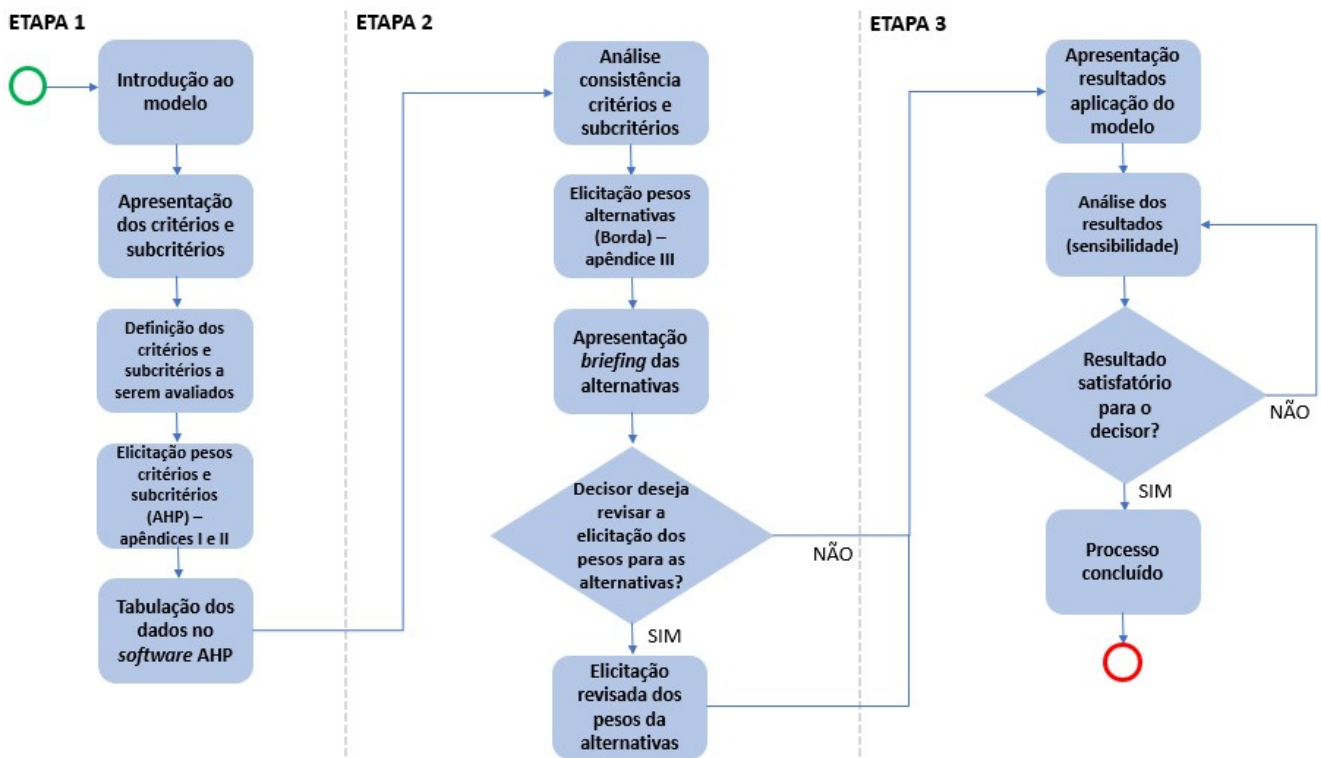 ETAPA 1
Introdução ao
modelo
Apresentação
dos critérios e
subcritérios
Definição dos
critérios e
subcritérios a
serem avaliados
Elicitação pesos
critérios e
subcritérios
(AHP) –
apêndices I e II
Tabulação dos
dados no
software AHP
ETAPA 2
Análise
consistência
critérios e
subcritérios
Elicitação pesos
alternativas
(Borda) –
apêndice III
Apresentação
briefing das
alternativas
Decisor deseja
revisar a
elicitação dos
pesos para as
alternativas?
NÃO
SIM
Elicitação
revisada dos
pesos da
alternativas
ETAPA 3
Apresentação
resultados
aplicação do
modelo
Análise dos
resultados
(sensibilidade)
Resultado
satisfatório
para o
decisor?
NÃO
SIM
Processo
concluído